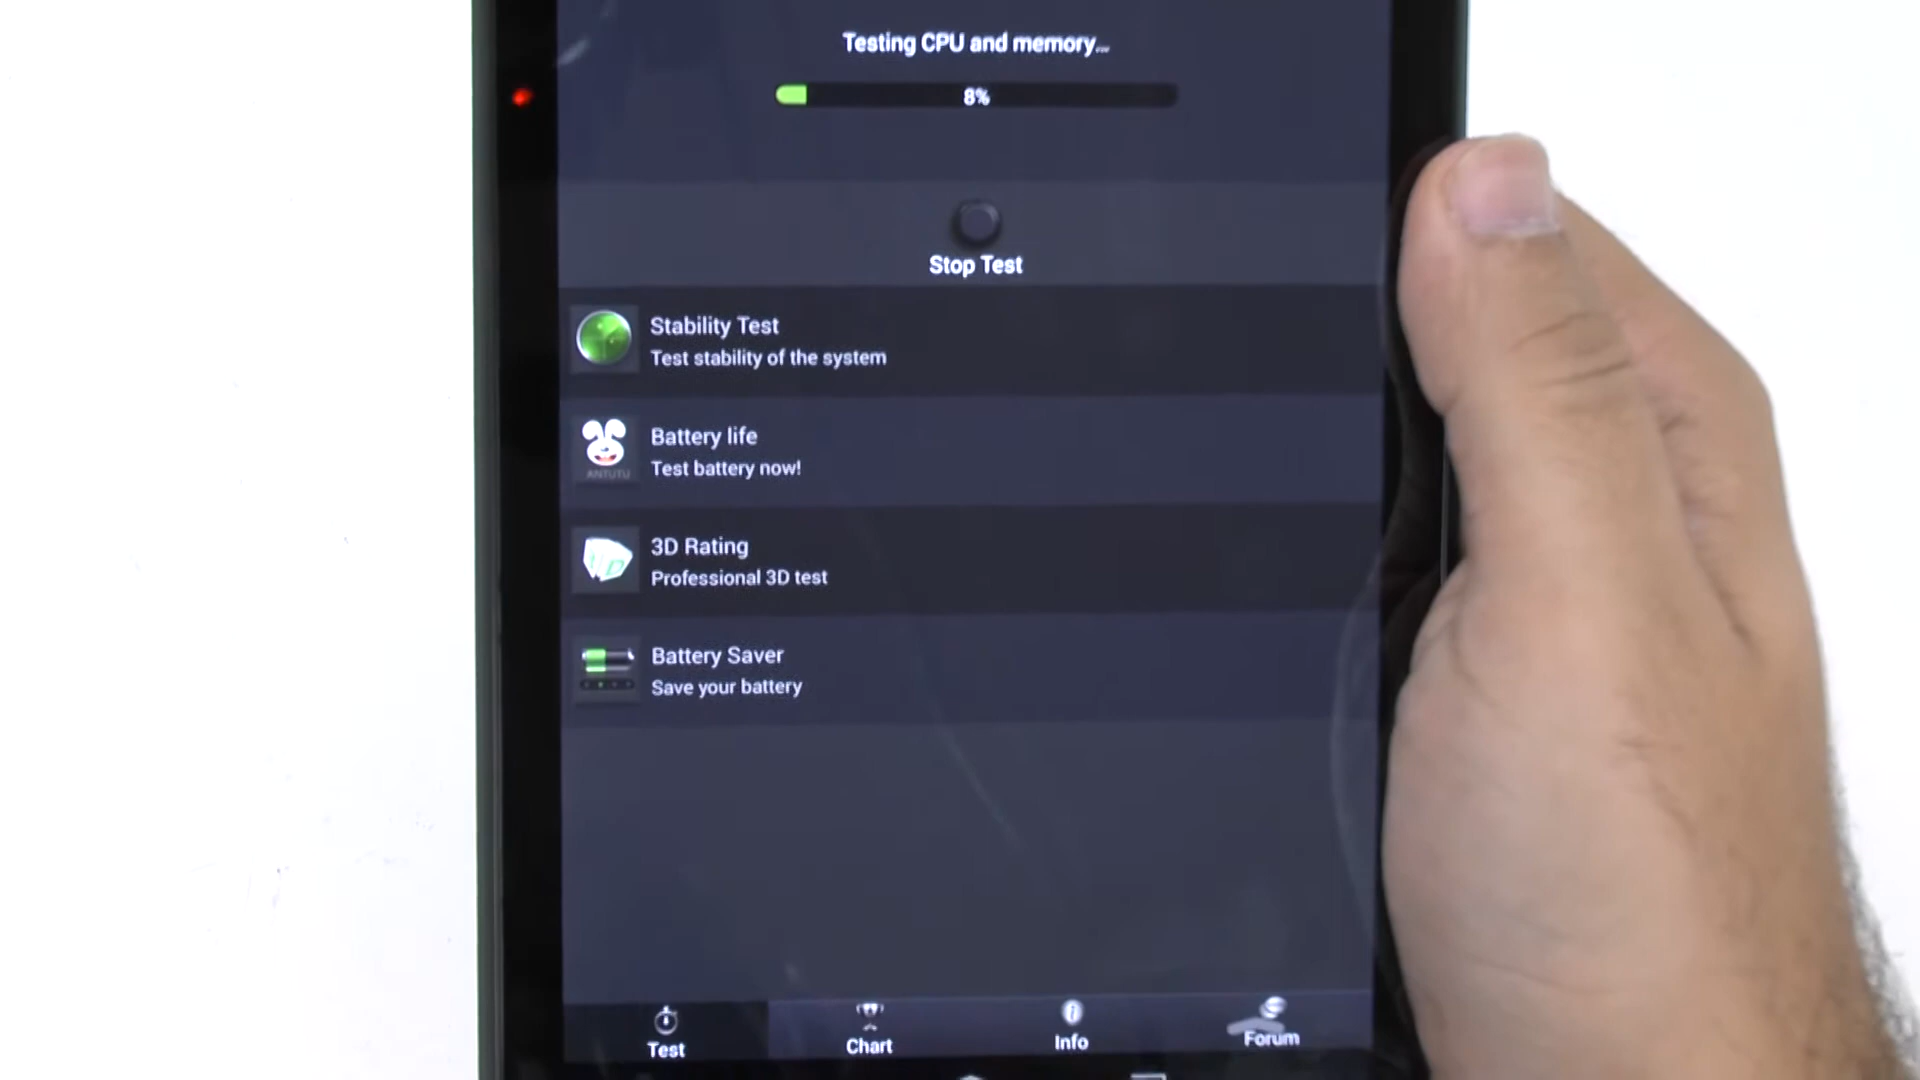 Testing CPU and memory...
8%
Stop Test
Stability Test
Test stability of the system
Battery life
Test battery now!
ANTUTU
3D Rating
Professional 3D test
Battery Saver
Save your battery
Test
Chart
Info
Forum